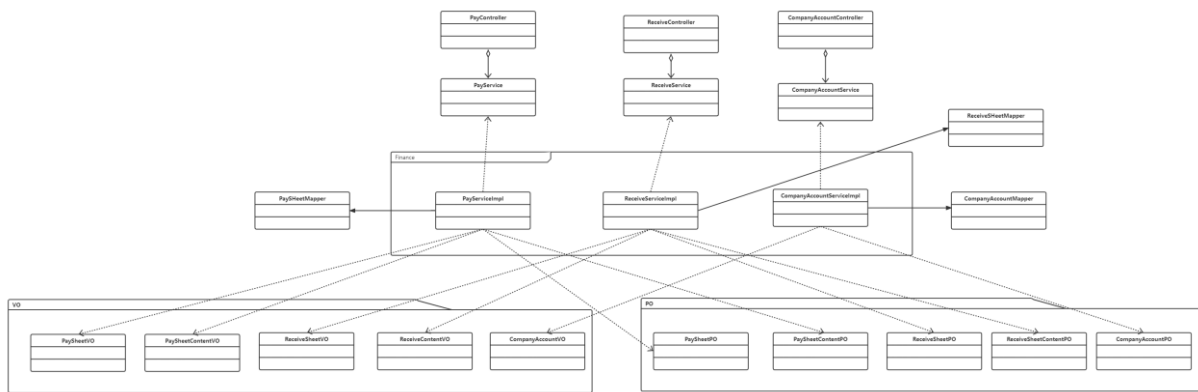 PayController
ReceiveController
CompanyAccountController
PayService
ReceiveService
CompanyAccountService
ReceiveSHeetMapper
Finance
PaySHeetMapper
PayServiceImpl
ReceiveServiceImpl
CompanyAccountServiceImpl
CompanyAccountMapper
VO
PO
PaySheetVO
PaySheetContentVO
ReceiveSheetVO
ReceiveContentVO
CompanyAccountVO
PaySheetPO
PaySheetContentPO
ReceiveSheetPO
ReceiveSheetContentPO
CompanyAccountPO